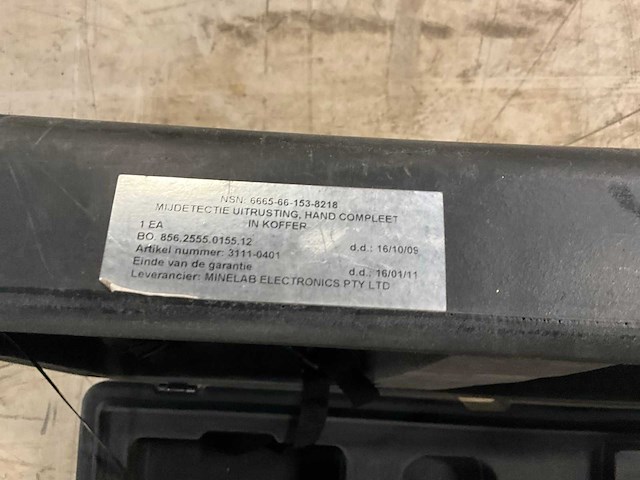 NSN: 6665-66-153-8218
MIJDETECTIE UITRUSTING, HAND COMPLEET
IN KOFFER
1 EA
BO. 856.2555.0155.12 d.d.: 16/10/09
Artikel nummer: 3111-0401
Einde van de garantie d.d.: 16/01/11
Leverancier: MINELAB ELECTRONICS PTY LTD